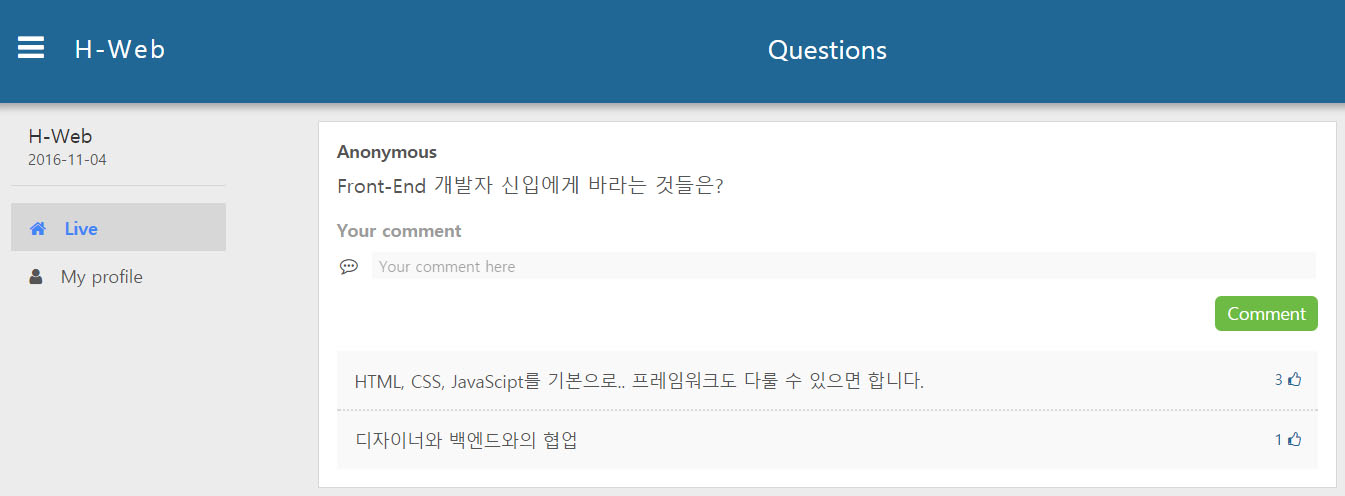 H-Web
Questions
H-Web
2016-11-04
Live
My profile
Anonymous
Front-End 개발자 신입에게 바라는 것들은?
Your comment
Your comment here
Comment
HTML, CSS, JavaScipt를 기본으로.. 프레임워크도 다룰 수 있으면 합니다.
3
디자이너와 백엔드와의 협업
1